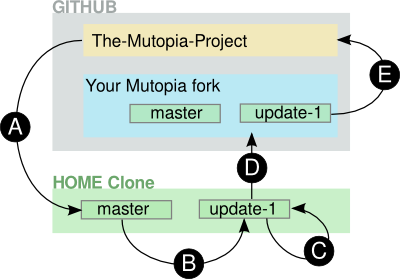 GITHUB
The-Mutopia-Project
E
Your Mutopia fork
master
update-1
A
D
HOME Clone
master
update-1
B
C